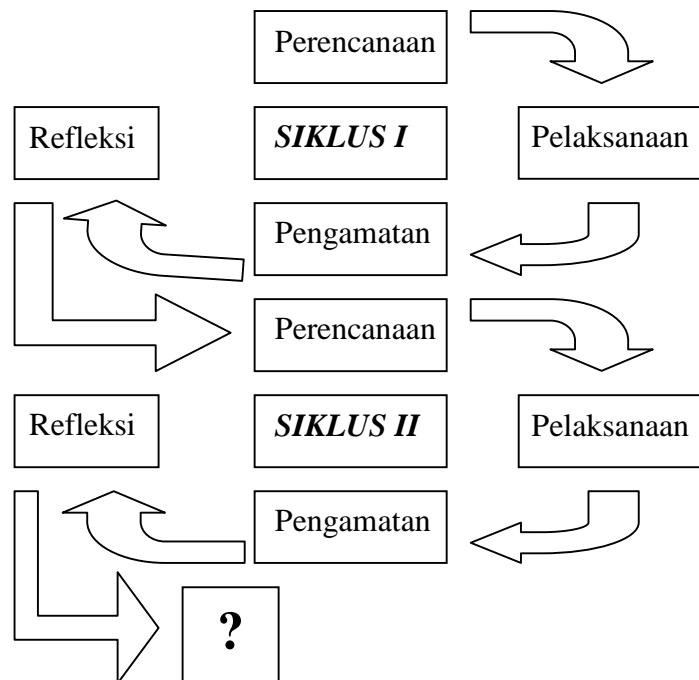 Perencanaan
Refleksi
SIKLUS I
Pelaksanaan
Pengamatan
Perencanaan
Refleksi
SIKLUS II
Pelaksanaan
Pengamatan
?